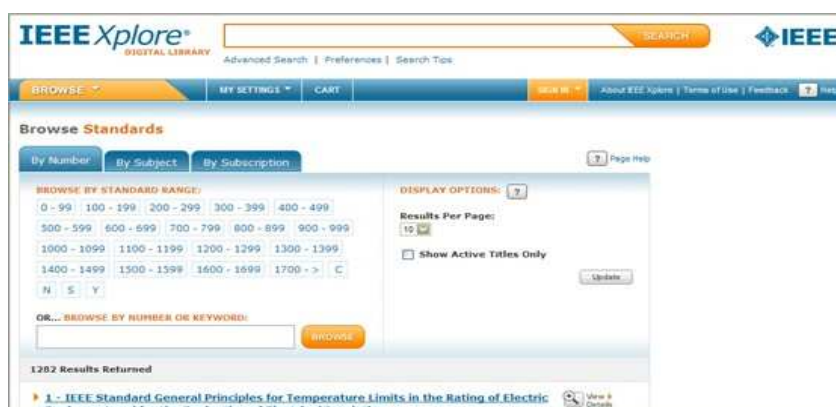 IEEE Xplore®
DIGITAL LIBRARY
SEARCH
IEEE
Advanced Search | Preferences | Search Tips
BROWSE
MY SETTINGS
CART
SIGN IN
About IEEE Xplore | Terms of Use | Feedback
? Help
Browse Standards
By Number
By Subject
By Subscription
? Page Help
BROWSE BY STANDARD RANGE:
0 - 99 100 - 199 200 - 299 300 - 399 400 - 499
500 - 599 600 - 699 700 - 799 800 - 899 900 - 999
1000 - 1099 1100 - 1199 1200 - 1299 1300 - 1399
1400 - 1499 1500 - 1599 1600 - 1699 1700 - > C
N S Y
OR... BROWSE BY NUMBER OR KEYWORD:
BROWSE
DISPLAY OPTIONS: ?
Results Per Page:
10
Show Active Titles Only
Update
1282 Results Returned
1 - IEEE Standard General Principles for Temperature Limits in the Rating of Electric
View
Details